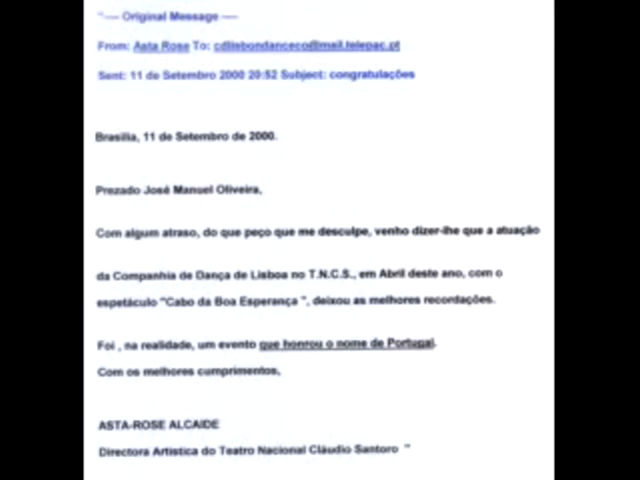 "---- Original Message ----
From: Asta Rose To: cdlisbondanceco@mail.telepac.pt
Sent: 11 de Setembro 2000 20:52 Subject: congratulações
Brasilia, 11 de Setembro de 2000.
Prezado José Manuel Oliveira,
Com algum atraso, do que peço que me desculpe, venho dizer-lhe que a atuação
da Companhia de Dança de Lisboa no T.N.C.S., em Abril deste ano, com o
espetáculo "Cabo da Boa Esperança ", deixou as melhores recordações.
Foi , na realidade, um evento que honrou o nome de Portugal.
Com os melhores cumprimentos,
ASTA-ROSE ALCAIDE
Directora Artistica do Teatro Nacional Cláudio Santoro "